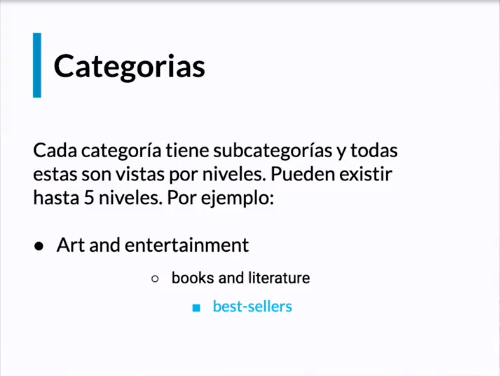 Categorias
Cada categoría tiene subcategorías y todas
estas son vistas por niveles. Pueden existir
hasta 5 niveles. Por ejemplo:
● Art and entertainment
○ books and literature
■ best-sellers